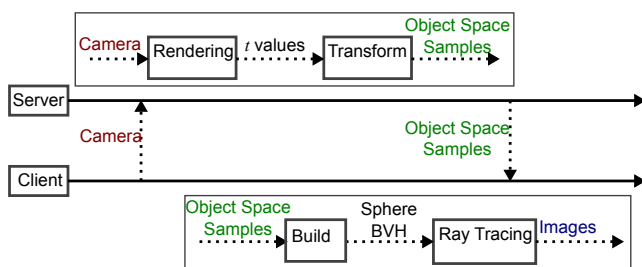 Camera
Rendering
t values
Transform
Object Space
Samples
Server
Camera
Object Space
Samples
Client
Object Space
Samples
Build
Sphere
BVH
Ray Tracing
Images